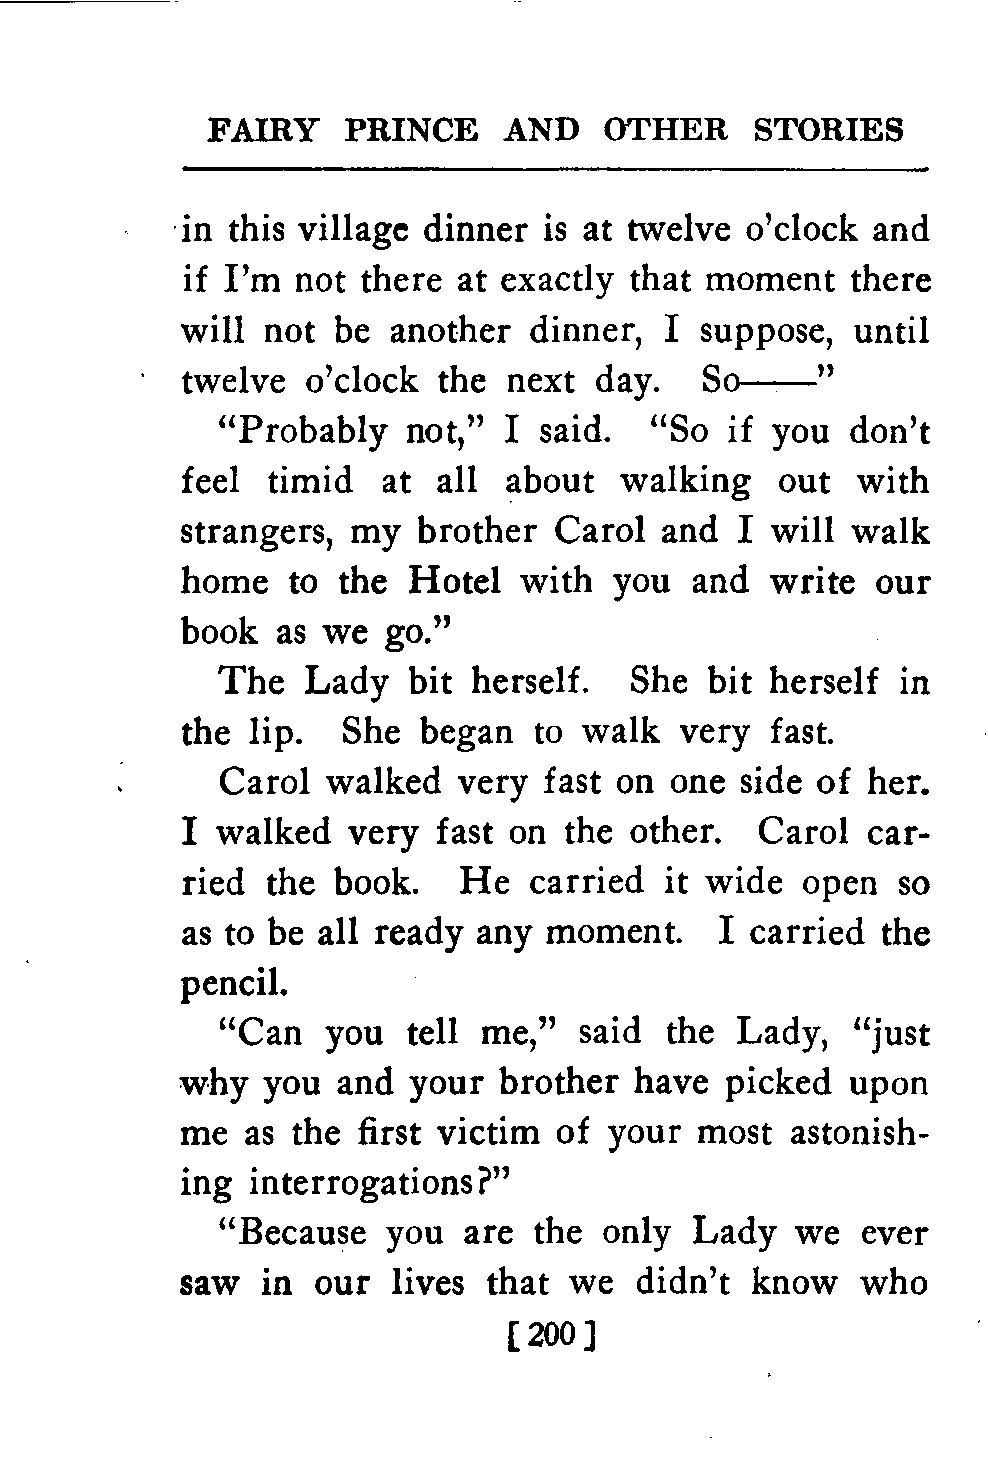 FAIRY PRINCE AND OTHER STORIES
in this village dinner is at twelve o'clock and
if I'm not there at exactly that moment there
will not be another dinner, I suppose, until
twelve o'clock the next day. So——"
"Probably not," I said. "So if you don't
feel timid at all about walking out with
strangers, my brother Carol and I will walk
home to the Hotel with you and write our
book as we go."
The Lady bit herself. She bit herself in
the lip. She began to walk very fast.
Carol walked very fast on one side of her.
I walked very fast on the other. Carol car-
ried the book. He carried it wide open so
as to be all ready any moment. I carried the
pencil.
"Can you tell me," said the Lady, "just
why you and your brother have picked upon
me as the first victim of your most astonish-
ing interrogations?"
"Because you are the only Lady we ever
saw in our lives that we didn't know who
[200]